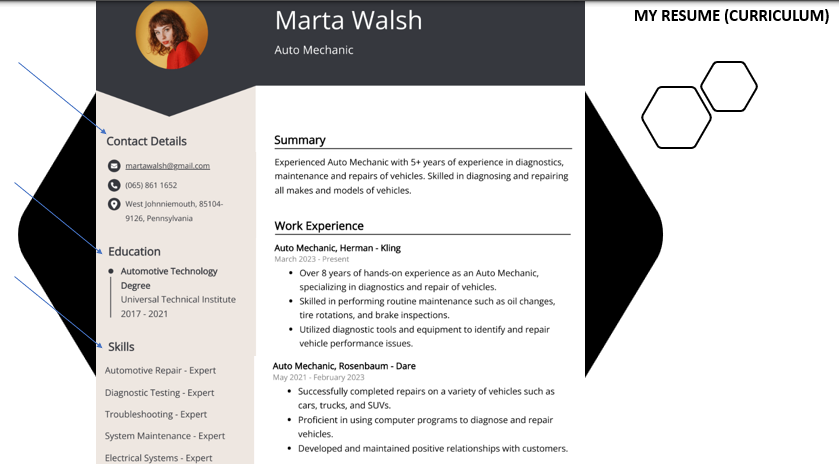 MY RESUME (CURRICULUM)
Marta Walsh
Auto Mechanic
Contact Details
martawalsh@gmail.com
(065) 861 1652
West Johnniemouth, 85104-
9126, Pennsylvania
Education
Automotive Technology
Degree
Universal Technical Institute
2017 - 2021
Skills
Automotive Repair - Expert
Diagnostic Testing - Expert
Troubleshooting - Expert
System Maintenance - Expert
Electrical Systems - Expert
Summary
Experienced Auto Mechanic with 5+ years of experience in diagnostics,
maintenance and repairs of vehicles. Skilled in diagnosing and repairing
all makes and models of vehicles.
Work Experience
Auto Mechanic, Herman - Kling
March 2023 - Present
• Over 8 years of hands-on experience as an Auto Mechanic,
specializing in diagnostics and repair of vehicles.
• Skilled in performing routine maintenance such as oil changes,
tire rotations, and brake inspections.
• Utilized diagnostic tools and equipment to identify and repair
vehicle performance issues.
Auto Mechanic, Rosenbaum - Dare
May 2021 - February 2023
• Successfully completed repairs on a variety of vehicles such as
cars, trucks, and SUVs.
• Proficient in using computer programs to diagnose and repair
vehicles.
• Developed and maintained positive relationships with customers.